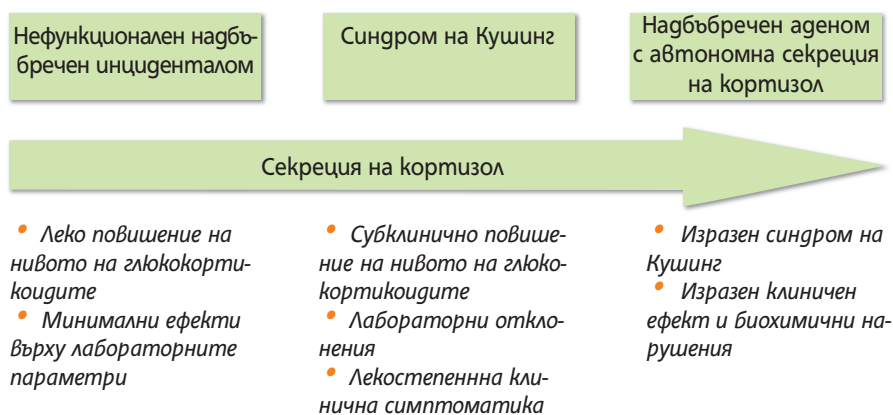 Нефункционален надбъ-
бречен инциденталом
Синдром на Кушинг
Надбъбречен аденом
с автономна секреция
на кортизол
Секреция на кортизол
• Леко повишение на
нивото на глюкокорти-
коидите
• Минимални ефекти
върху лабораторните
параметри
• Субклинично повише-
ние на нивото на глюко-
кортикоидите
• Лабораторни откло-
нения
• Лекостепеннна кли-
нична симптоматика
• Изразен синдром на
Кушинг
• Изразен клиничен
ефект и биохимични на-
рушения